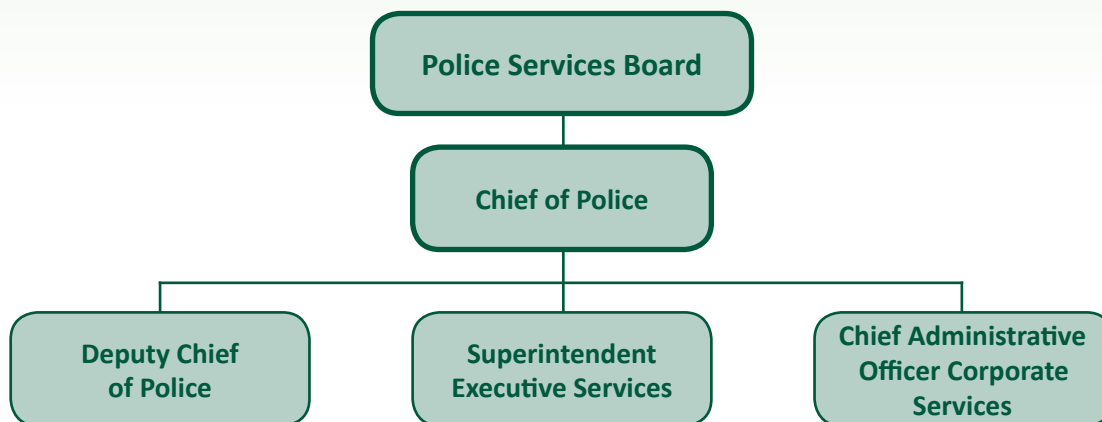 Police Services Board
Chief of Police
Deputy Chief
of Police
Superintendent
Executive Services
Chief Administrative
Officer Corporate
Services